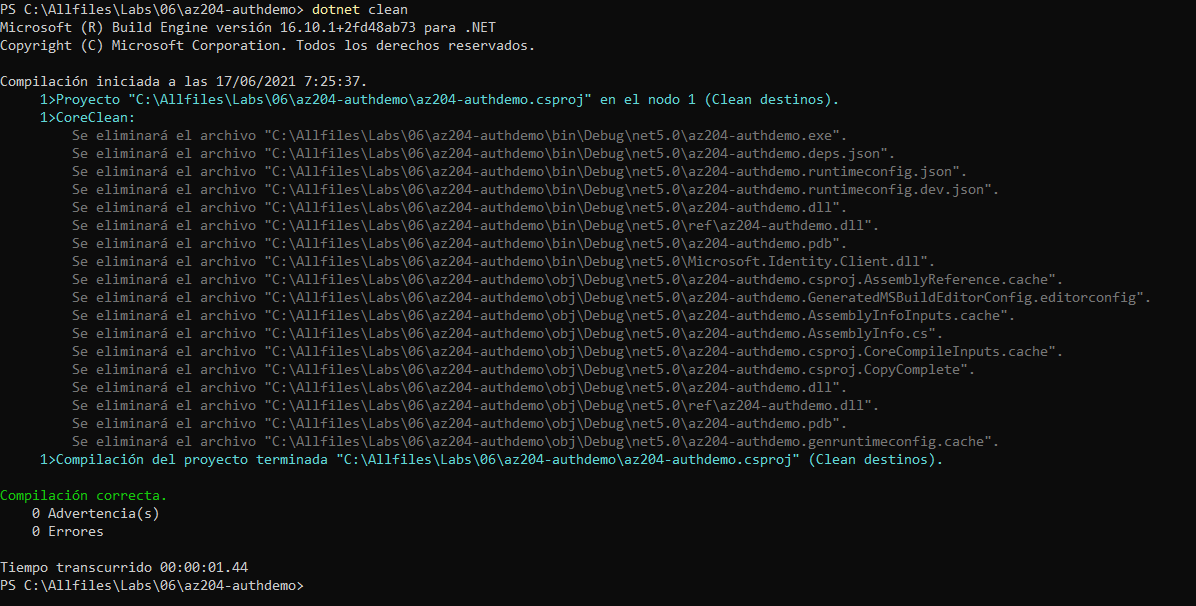 PS C:\Allfiles\Labs\06\az204-authdemo> dotnet clean
Microsoft (R) Build Engine versión 16.10.1+2fd48ab73 para .NET
Copyright (C) Microsoft Corporation. Todos los derechos reservados.
Compilación iniciada a las 17/06/2021 7:25:37.
1>Proyecto "C:\Allfiles\Labs\06\az204-authdemo\az204-authdemo.csproj" en el nodo 1 (Clean destinos).
1>CoreClean:
Se eliminará el archivo "C:\Allfiles\Labs\06\az204-authdemo\bin\Debug\net5.0\az204-authdemo.exe".
Se eliminará el archivo "C:\Allfiles\Labs\06\az204-authdemo\bin\Debug\net5.0\az204-authdemo.deps.json".
Se eliminará el archivo "C:\Allfiles\Labs\06\az204-authdemo\bin\Debug\net5.0\az204-authdemo.runtimeconfig.json".
Se eliminará el archivo "C:\Allfiles\Labs\06\az204-authdemo\bin\Debug\net5.0\az204-authdemo.runtimeconfig.dev.json".
Se eliminará el archivo "C:\Allfiles\Labs\06\az204-authdemo\bin\Debug\net5.0\az204-authdemo.dll".
Se eliminará el archivo "C:\Allfiles\Labs\06\az204-authdemo\bin\Debug\net5.0\ref\az204-authdemo.dll".
Se eliminará el archivo "C:\Allfiles\Labs\06\az204-authdemo\bin\Debug\net5.0\az204-authdemo.pdb".
Se eliminará el archivo "C:\Allfiles\Labs\06\az204-authdemo\bin\Debug\net5.0\Microsoft.Identity.Client.dll".
Se eliminará el archivo "C:\Allfiles\Labs\06\az204-authdemo\obj\Debug\net5.0\az204-authdemo.csproj.AssemblyReference.cache".
Se eliminará el archivo "C:\Allfiles\Labs\06\az204-authdemo\obj\Debug\net5.0\az204-authdemo.GeneratedMSBuildEditorConfig.editorconfig".
Se eliminará el archivo "C:\Allfiles\Labs\06\az204-authdemo\obj\Debug\net5.0\az204-authdemo.AssemblyInfoInputs.cache".
Se eliminará el archivo "C:\Allfiles\Labs\06\az204-authdemo\obj\Debug\net5.0\az204-authdemo.AssemblyInfo.cs".
Se eliminará el archivo "C:\Allfiles\Labs\06\az204-authdemo\obj\Debug\net5.0\az204-authdemo.csproj.CoreCompileInputs.cache".
Se eliminará el archivo "C:\Allfiles\Labs\06\az204-authdemo\obj\Debug\net5.0\az204-authdemo.csproj.CopyComplete".
Se eliminará el archivo "C:\Allfiles\Labs\06\az204-authdemo\obj\Debug\net5.0\az204-authdemo.dll".
Se eliminará el archivo "C:\Allfiles\Labs\06\az204-authdemo\obj\Debug\net5.0\ref\az204-authdemo.dll".
Se eliminará el archivo "C:\Allfiles\Labs\06\az204-authdemo\obj\Debug\net5.0\az204-authdemo.pdb".
Se eliminará el archivo "C:\Allfiles\Labs\06\az204-authdemo\obj\Debug\net5.0\az204-authdemo.genruntimeconfig.cache".
1>Compilación del proyecto terminada "C:\Allfiles\Labs\06\az204-authdemo\az204-authdemo.csproj" (Clean destinos).
Compilación correcta.
0 Advertencia(s)
0 Errores
Tiempo transcurrido 00:00:01.44
PS C:\Allfiles\Labs\06\az204-authdemo>